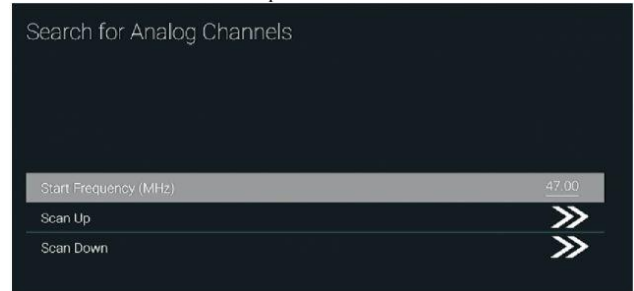 Search for Analog Channels
Start Frequency (MHz) 47.00
Scan Up
Scan Down